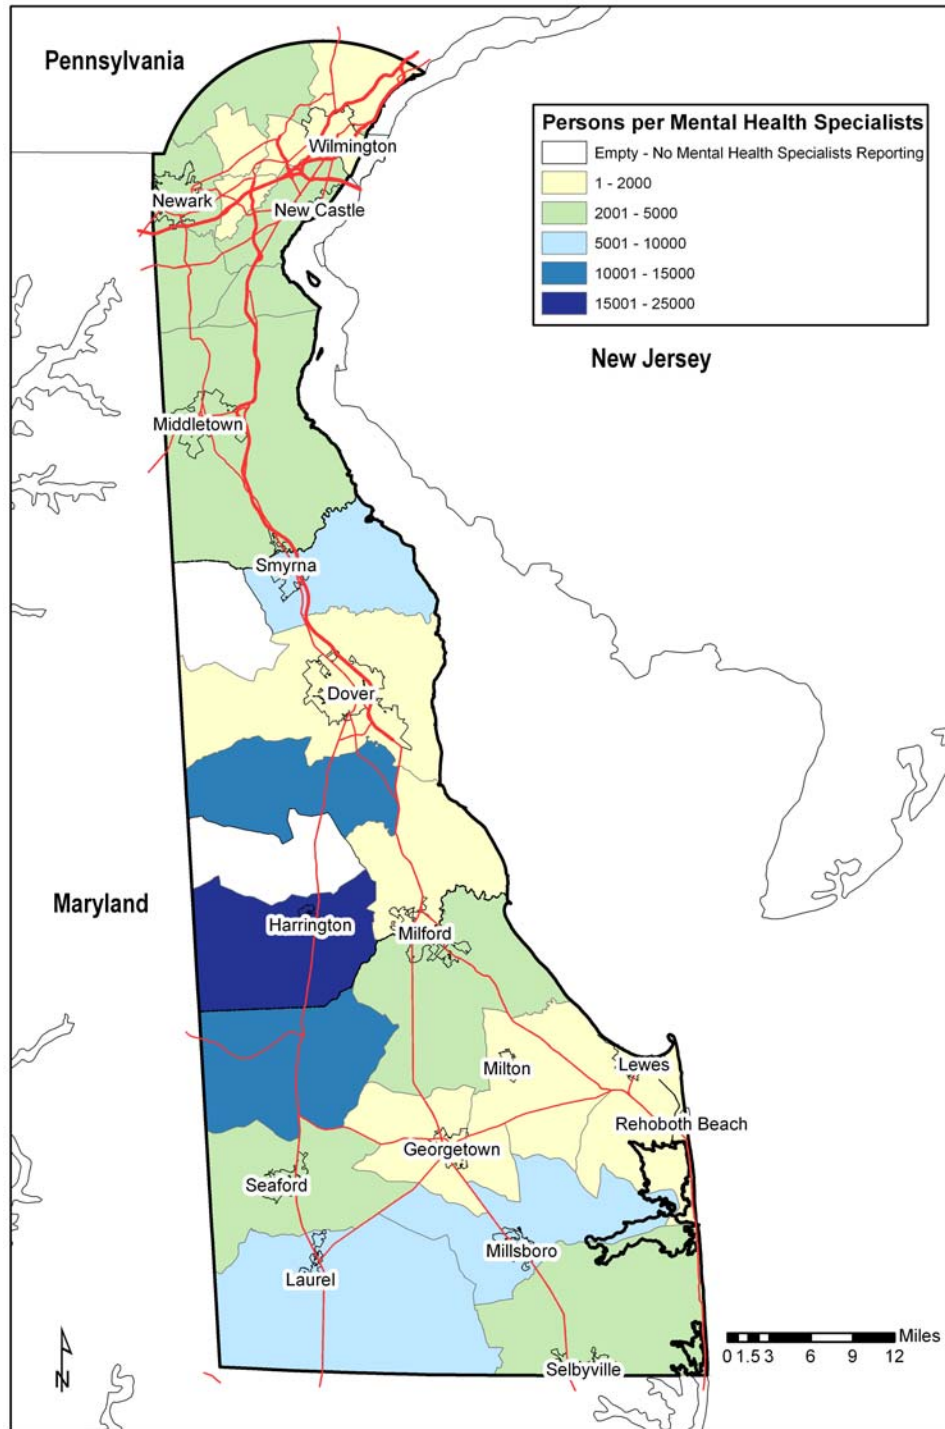 Pennsylvania
Persons per Mental Health Specialists
Empty - No Mental Health Specialists Reporting
1 - 2000
2001 - 5000
5001 - 10000
10001 - 15000
15001 - 25000
Wilmington
Newark
New Castle
New Jersey
Middletown
Smyrna
Dover
Maryland
Harrington
Milford
Milton
Lewes
Rehoboth Beach
Georgetown
Seaford
Millsboro
Laurel
Selbyville
Miles
0 1.5 3 6 9 12
N